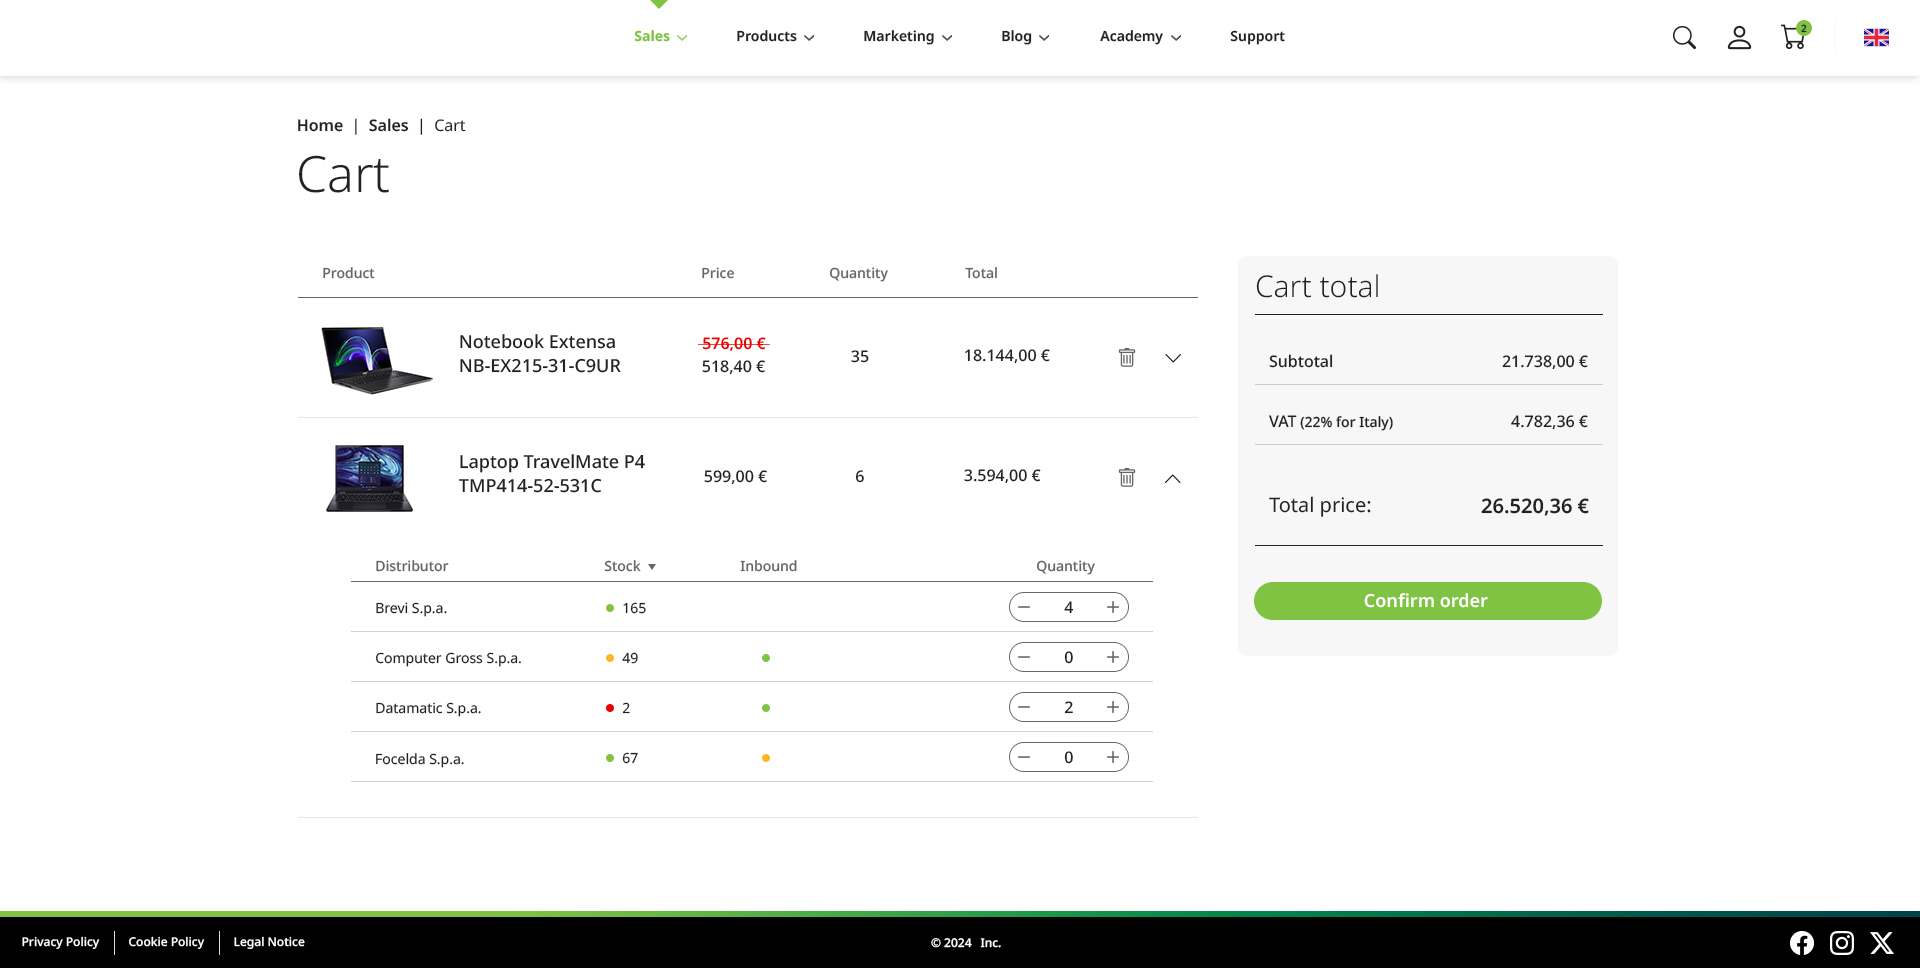 Sales
Products
Marketing
Blog
Academy
Support
2
Home | Sales | Cart
Cart
Product Price Quantity Total
Notebook Extensa
NB-EX215-31-C9UR
576,00 €
518,40 €
35
18.144,00 €
Laptop TravelMate P4
TMP414-52-531C
599,00 €
6
3.594,00 €
Distributor Stock Inbound Quantity
Brevi S.p.a. 165 4
Computer Gross S.p.a. 49 0
Datamatic S.p.a. 2 2
Focelda S.p.a. 67 0
Cart total
Subtotal 21.738,00 €
VAT (22% for Italy) 4.782,36 €
Total price: 26.520,36 €
Confirm order
Privacy Policy
Cookie Policy
Legal Notice
© 2024 Inc.